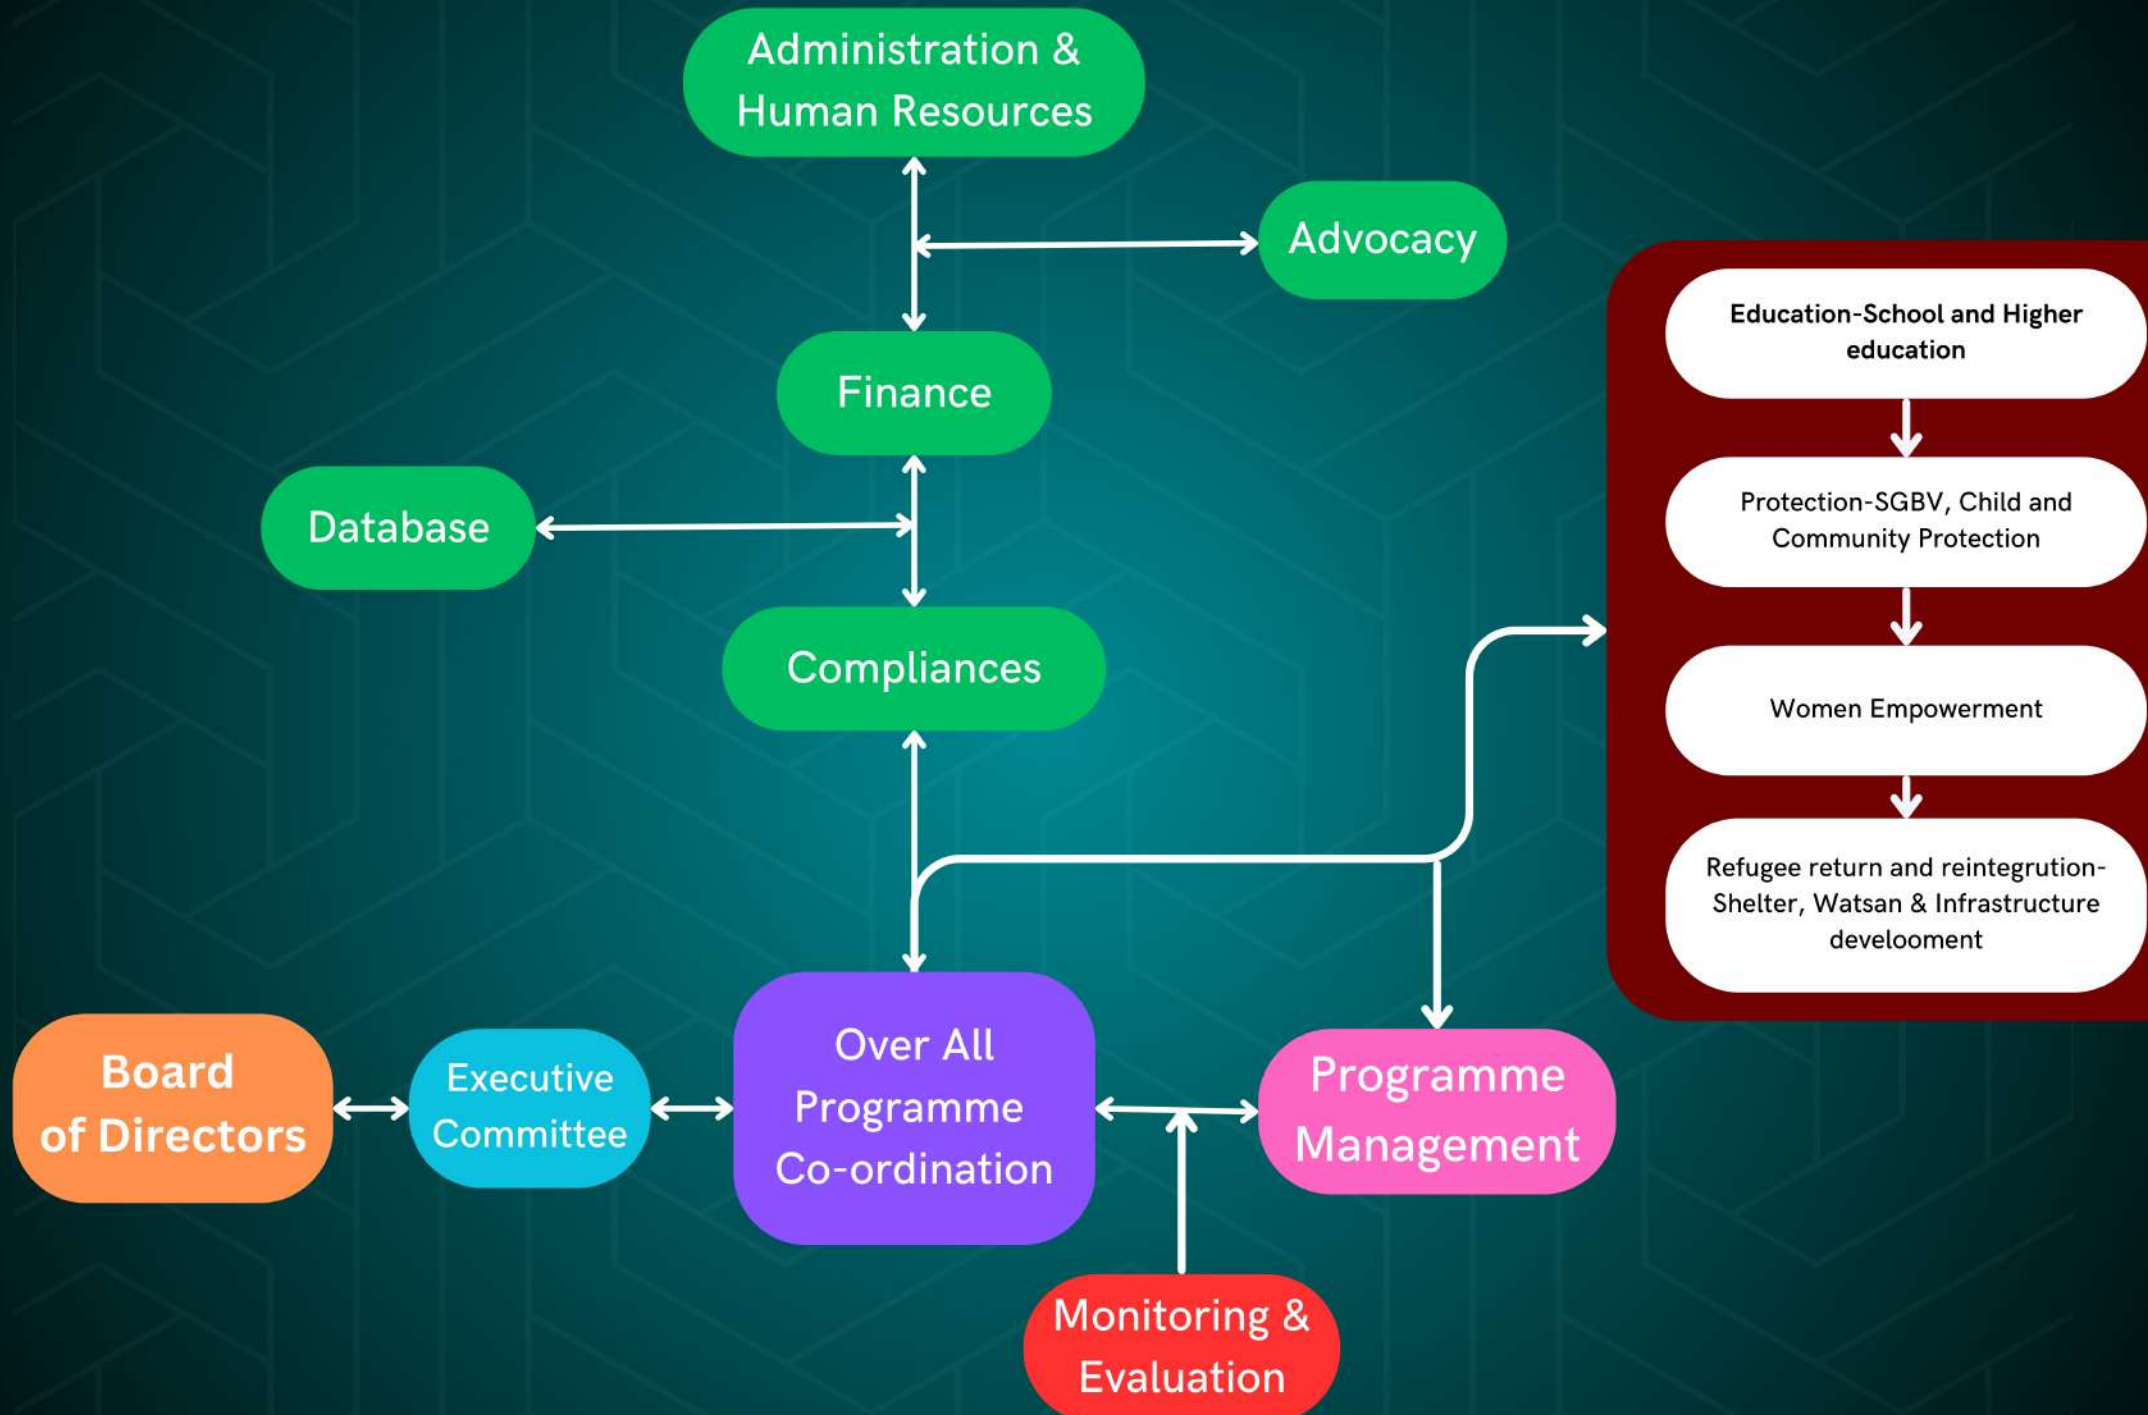 Administration &
Human Resources
Advocacy
Finance
Database
Compliances
Education-School and Higher
education
Protection-SGBV, Child and
Community Protection
Women Empowerment
Refugee return and reintegrution-
Shelter, Watsan & Infrastructure
develooment
Board
of Directors
Executive
Committee
Over All
Programme
Co-ordination
Programme
Management
Monitoring &
Evaluation